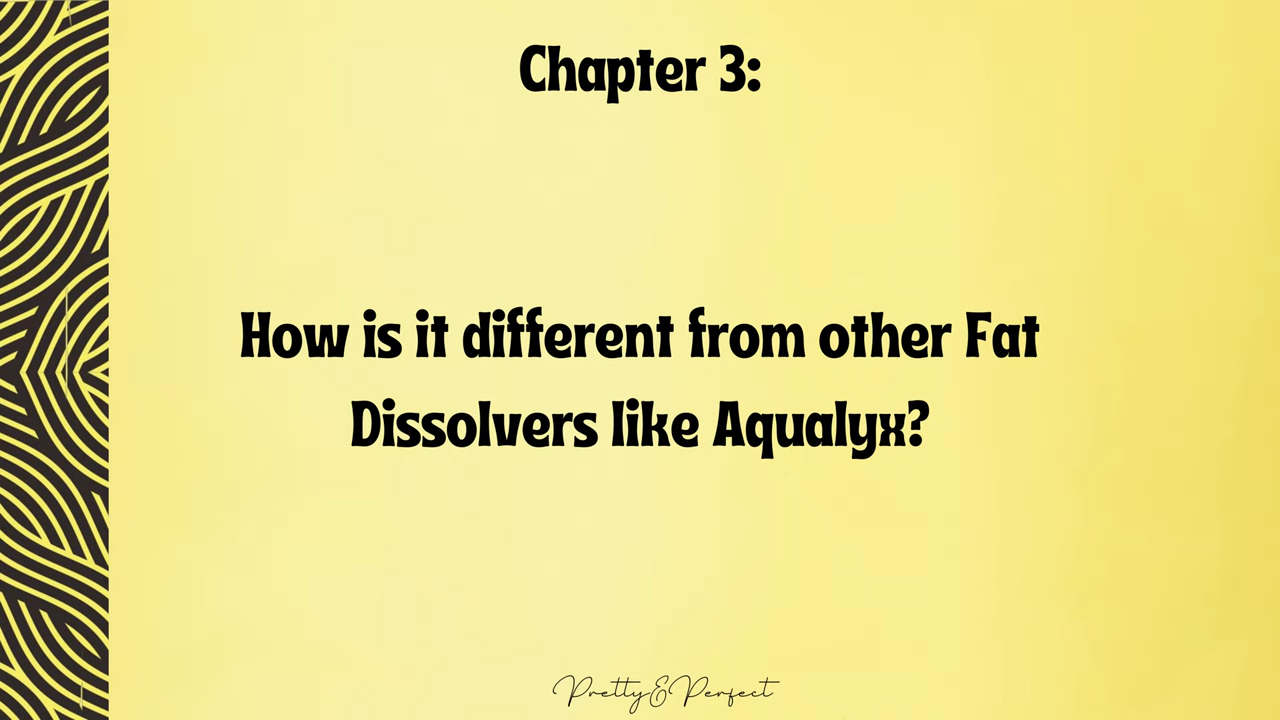 Chapter 3:
How is it different from other Fat
Dissolvers like Aqualyx?
Pretty&Perfect